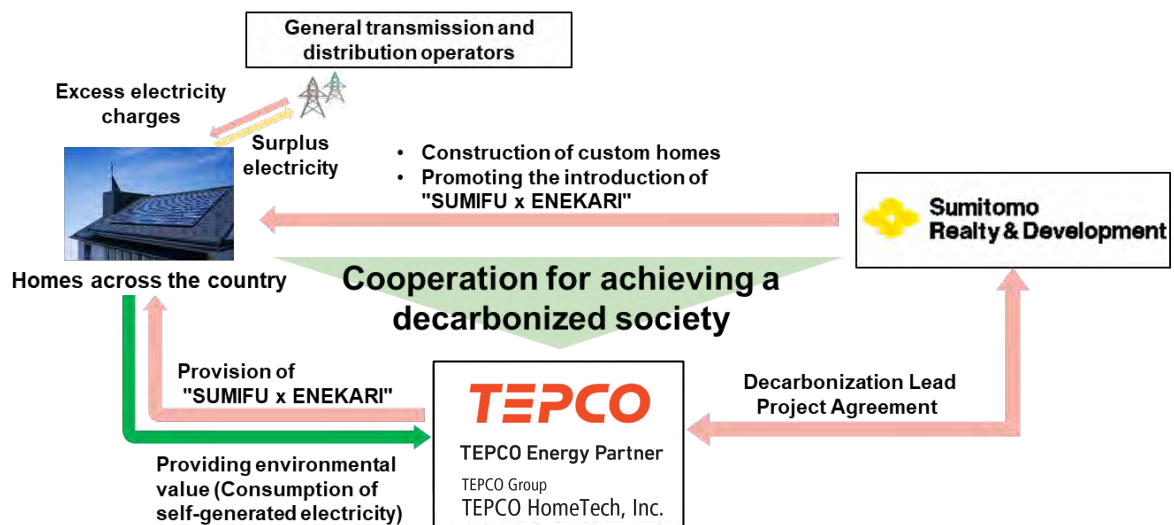 General transmission and
distribution operators
Excess electricity
charges
Surplus
electricity
• Construction of custom homes
• Promoting the introduction of
"SUMIFU x ENEKARI"
Sumitomo
Realty & Development
Homes across the country
Cooperation for achieving a
decarbonized society
Provision of
"SUMIFU x ENEKARI"
TEPCO
TEPCO Energy Partner
TEPCO Group
TEPCO HomeTech, Inc.
Decarbonization Lead
Project Agreement
Providing environmental
value (Consumption of
self-generated electricity)